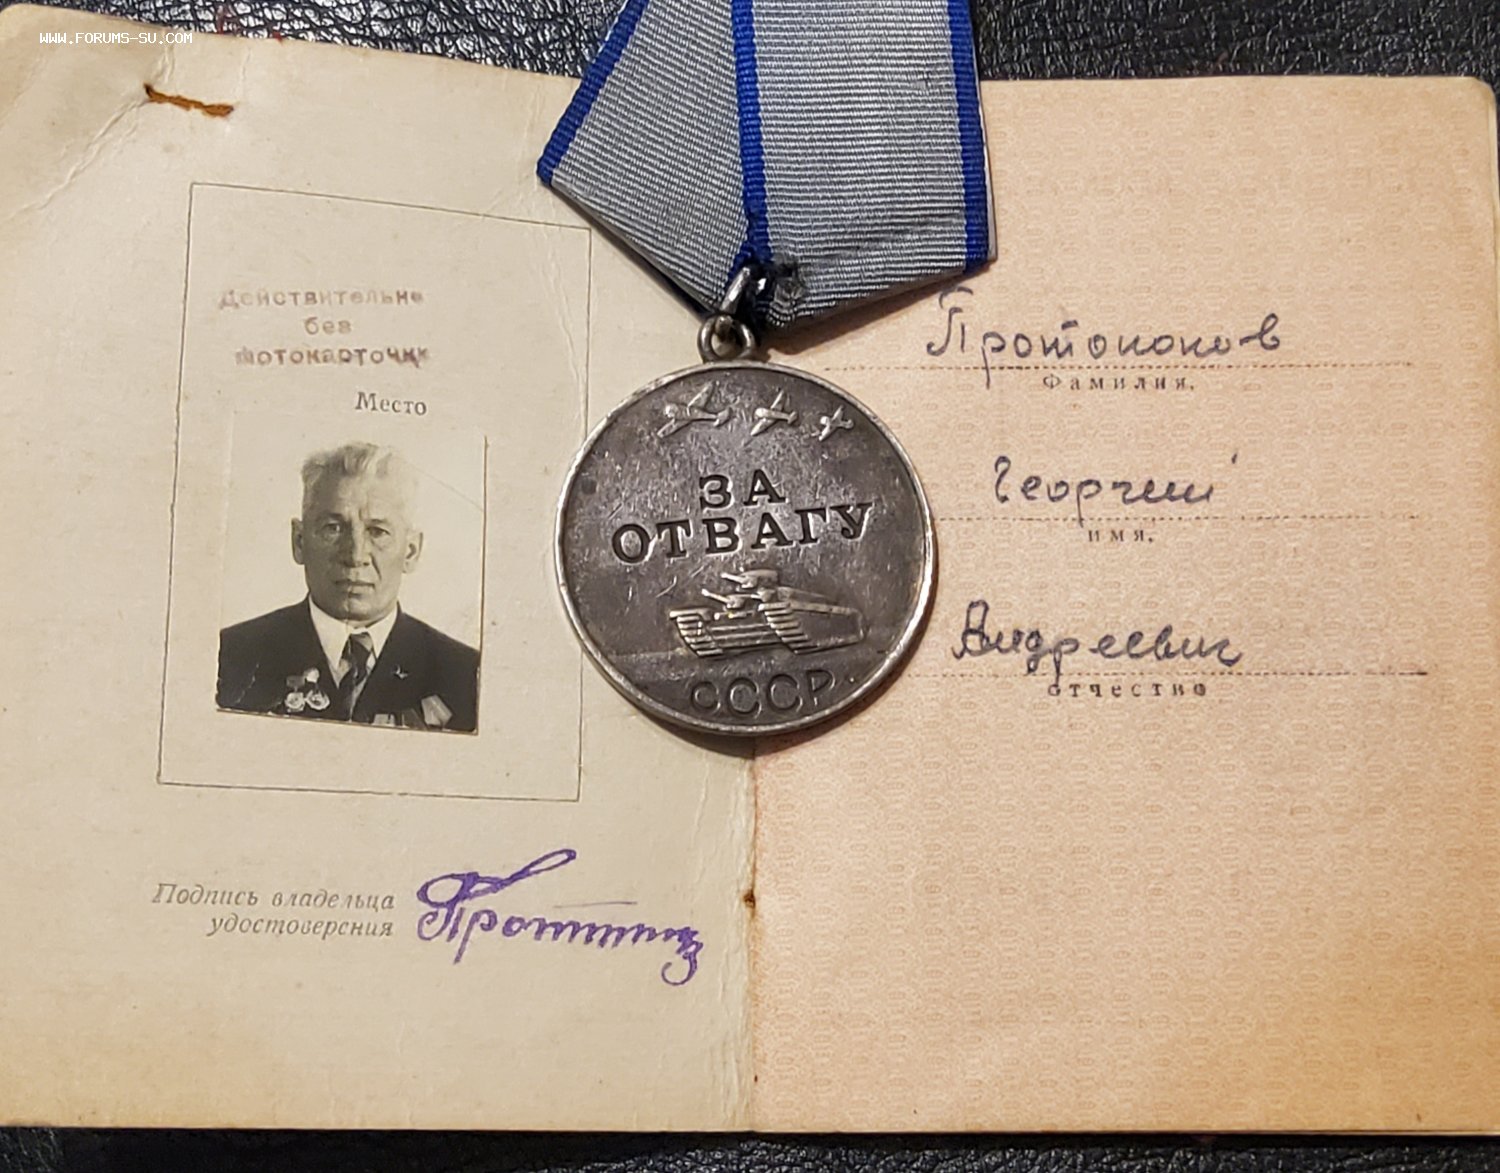 WWW.FORUMS-SU.COM
Действительно
без
фотокарточки
Место
Подпись владельца
удостоверения
ЗА
ОТВАГУ
СССР
Протопопов
Фамилия.
Георгий
имя.
Андреевич
отчество